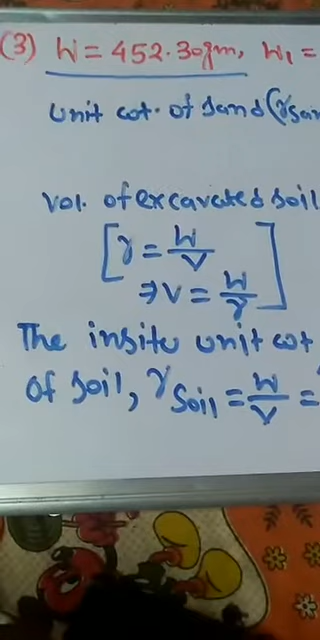 (3) W = 452.30gm, W₁ =
Unit wt. of sand (γsan
Vol. of excavated soil
[γ = W/V
⇒ V = W/γ]
The insitu unit wt
of soil, γsoil = W/V =